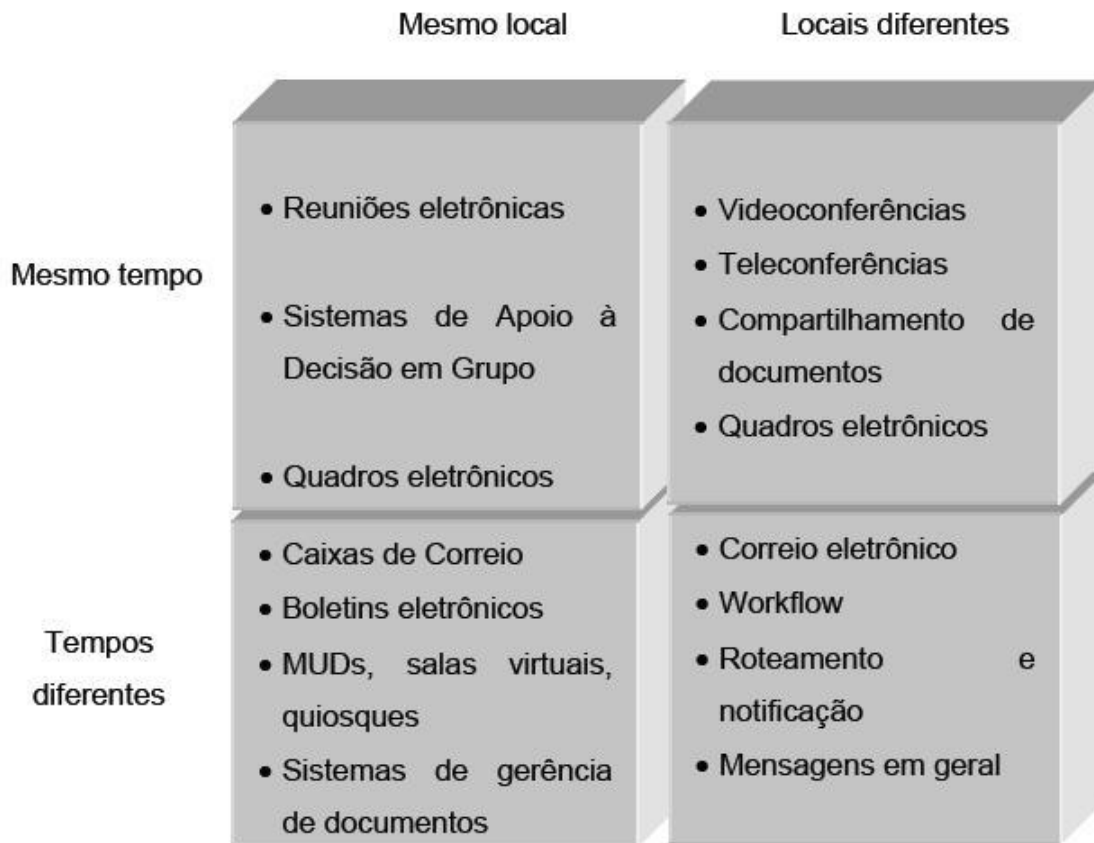 Mesmo local
Locais diferentes
Mesmo tempo
• Reuniões eletrônicas
• Sistemas de Apoio à
Decisão em Grupo
• Quadros eletrônicos
• Videoconferências
• Teleconferências
• Compartilhamento de
documentos
• Quadros eletrônicos
Tempos
diferentes
• Caixas de Correio
• Boletins eletrônicos
• MUDs, salas virtuais,
quiosques
• Sistemas de gerência
de documentos
• Correio eletrônico
• Workflow
• Roteamento e
notificação
• Mensagens em geral